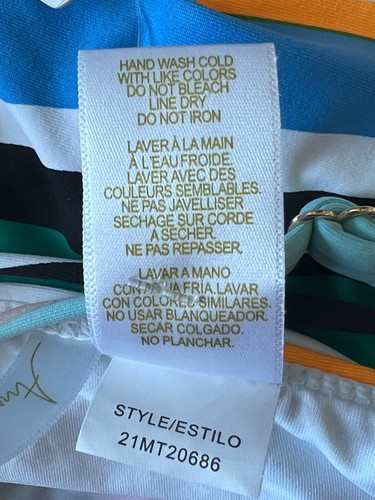 HAND WASH COLD
WITH LIKE COLORS
DO NOT BLEACH
LINE DRY
DO NOT IRON
LAVER À LA MAIN
À L'EAU FROIDE.
LAVER AVEC DES
COULEURS SEMBLABLES.
NE PAS JAVELLISER
SECHAGE SUR CORDE
A SECHER.
NE PAS REPASSER.
LAVAR A MANO
FRIA. LAVAR
CON COLORES SIMILARES.
NO USAR BLANQUEADOR.
SECAR COLGADO.
NO PLANCHAR.
STYLE/ESTILO
21MT20686